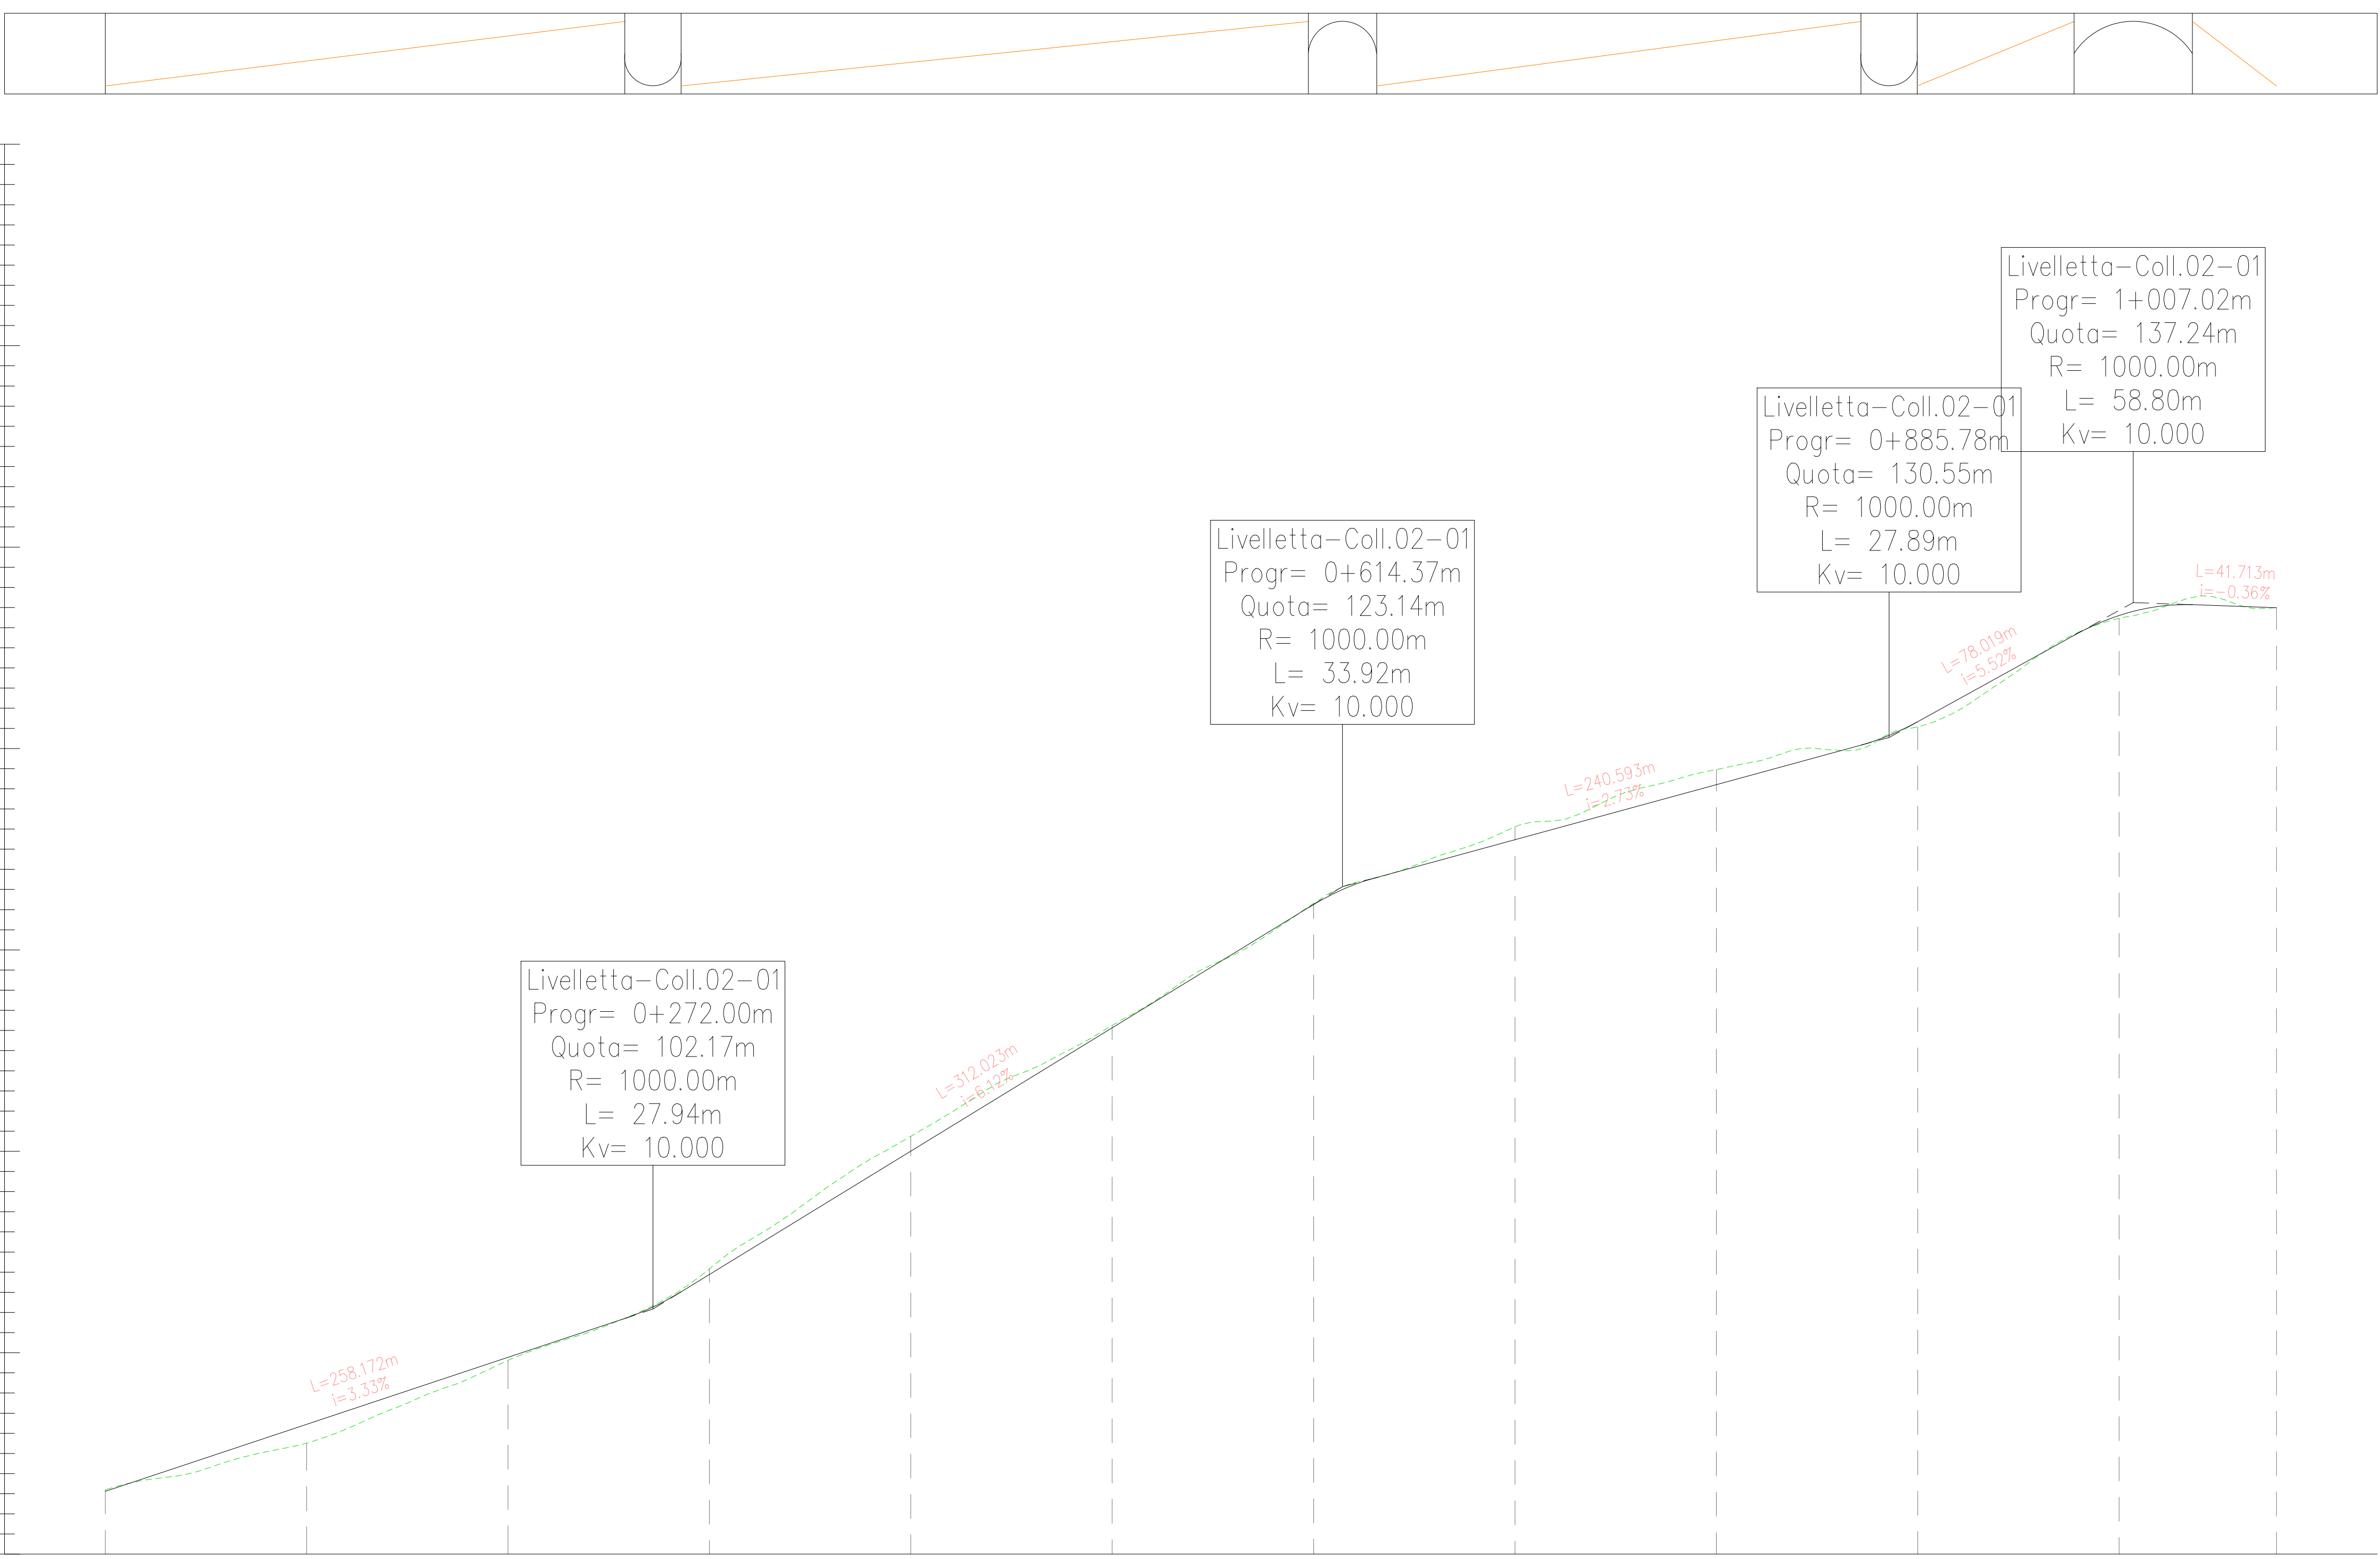 Livelletta-Coll.02-01
Progr= 1+007.02m
Quota= 137.24m
R= 1000.00m
L= 58.80m
Kv= 10.000
Livelletta-Coll.02-01
Progr= 0+885.78m
Quota= 130.55m
R= 1000.00m
L= 27.89m
Kv= 10.000
Livelletta-Coll.02-01
Progr= 0+614.37m
Quota= 123.14m
R= 1000.00m
L= 33.92m
Kv= 10.000
L=41.713m
i=-0.36%
L=78.019m
i=5.52%
L=240.593m
i=2.73%
Livelletta-Coll.02-01
Progr= 0+272.00m
Quota= 102.17m
R= 1000.00m
L= 27.94m
Kv= 10.000
L=312.023m
i=6.12%
L=258.172m
i=3.33%